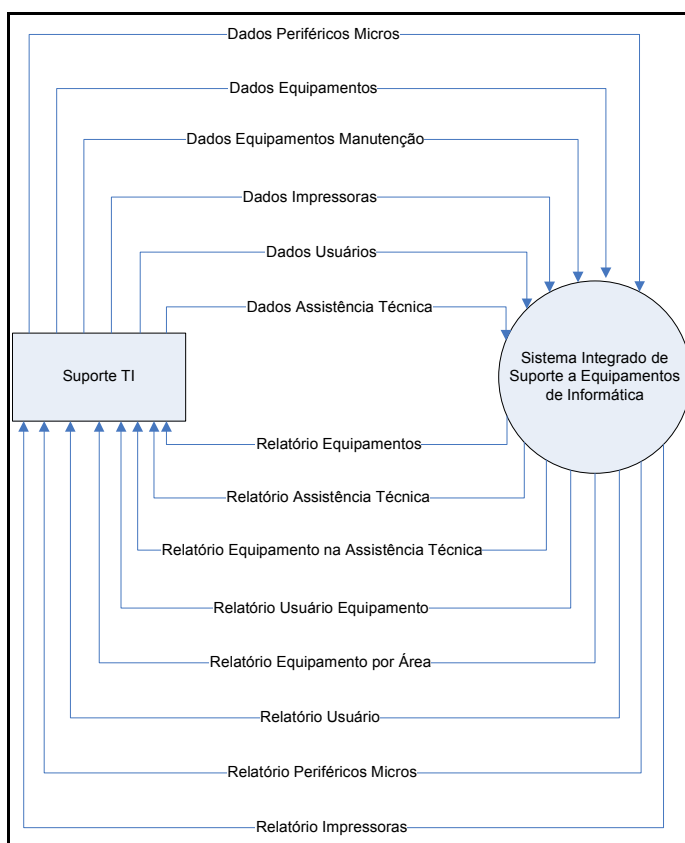 Dados Periféricos Micros
Dados Equipamentos
Dados Equipamentos Manutenção
Dados Impressoras
Dados Usuários
Dados Assistência Técnica
Suporte TI
Sistema Integrado de
Suporte a Equipamentos
de Informática
Relatório Equipamentos
Relatório Assistência Técnica
Relatório Equipamento na Assistência Técnica
Relatório Usuário Equipamento
Relatório Equipamento por Área
Relatório Usuário
Relatório Periféricos Micros
Relatório Impressoras